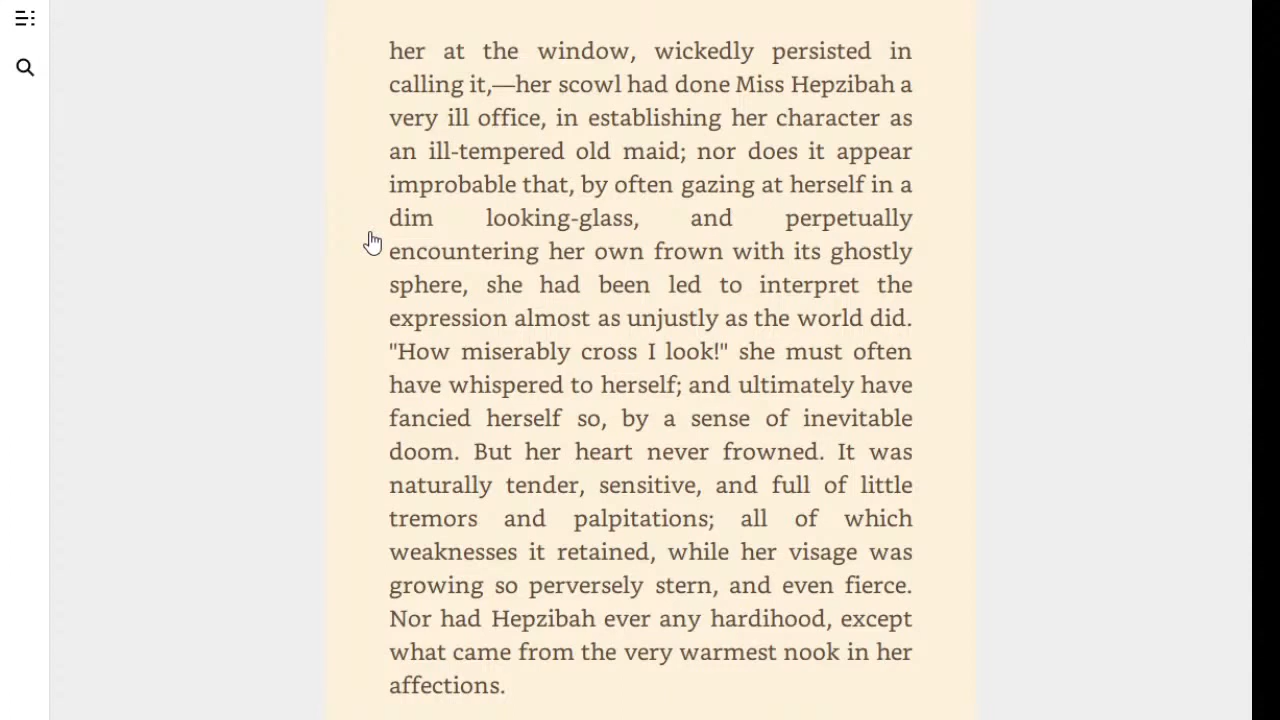 her at the window, wickedly persisted in
calling it,—her scowl had done Miss Hepzibah a
very ill office, in establishing her character as
an ill-tempered old maid; nor does it appear
improbable that, by often gazing at herself in a
dim looking-glass, and perpetually
encountering her own frown with its ghostly
sphere, she had been led to interpret the
expression almost as unjustly as the world did.
"How miserably cross I look!" she must often
have whispered to herself; and ultimately have
fancied herself so, by a sense of inevitable
doom. But her heart never frowned. It was
naturally tender, sensitive, and full of little
tremors and palpitations; all of which
weaknesses it retained, while her visage was
growing so perversely stern, and even fierce.
Nor had Hepzibah ever any hardihood, except
what came from the very warmest nook in her
affections.